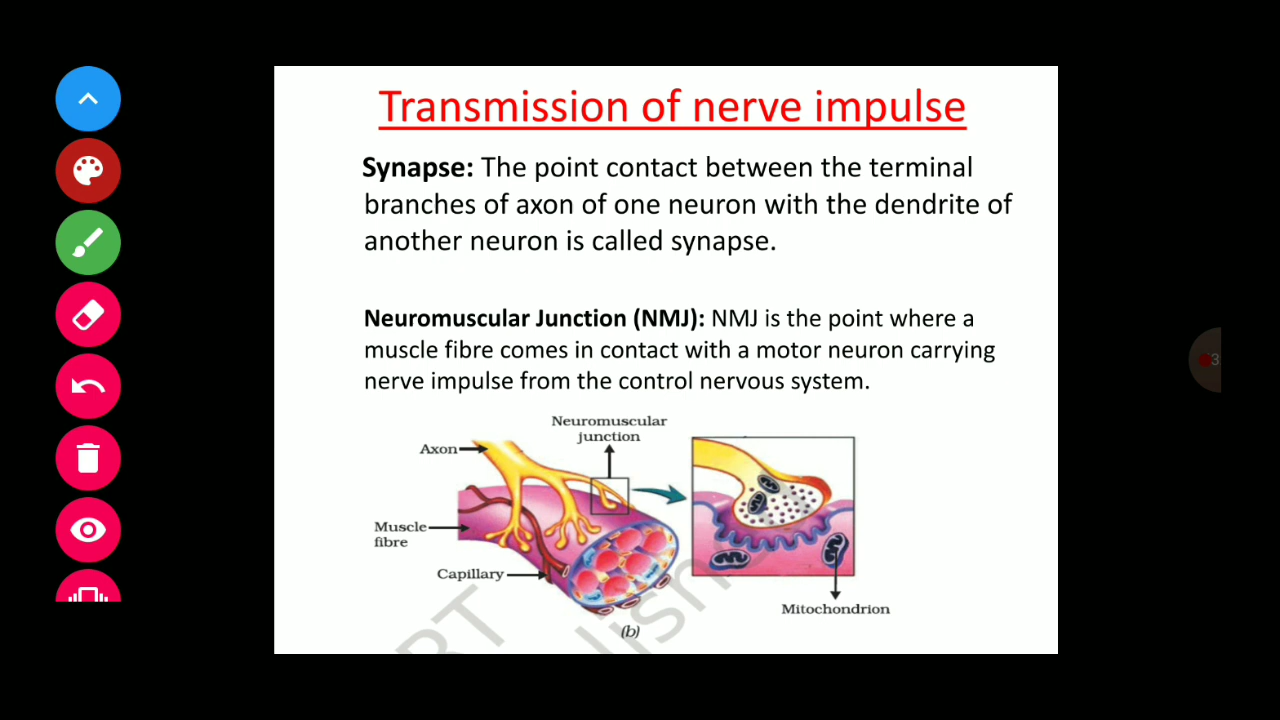 Transmission of nerve impulse
Synapse: The point contact between the terminal
branches of axon of one neuron with the dendrite of
another neuron is called synapse.
Neuromuscular Junction (NMJ): NMJ is the point where a
muscle fibre comes in contact with a motor neuron carrying
nerve impulse from the control nervous system.
Neuromuscular
junction
Axon
Muscle
fibre
Capillary
Mitochondrion
(b)